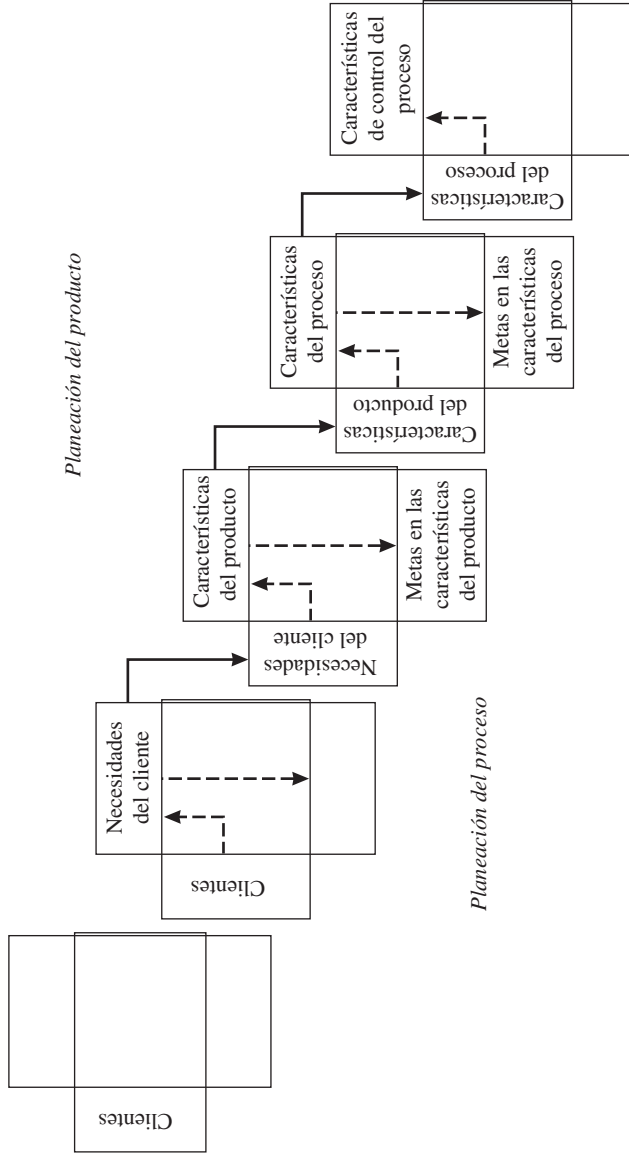 Planeación del producto
Clientes
Clientes
Necesidades
del cliente
Necesidades
del cliente
Características
del producto
Metas en las
características
del producto
Características
del producto
Características
del proceso
Metas en las
características
del proceso
Características
del proceso
Características
de control del
proceso
Planeación del proceso